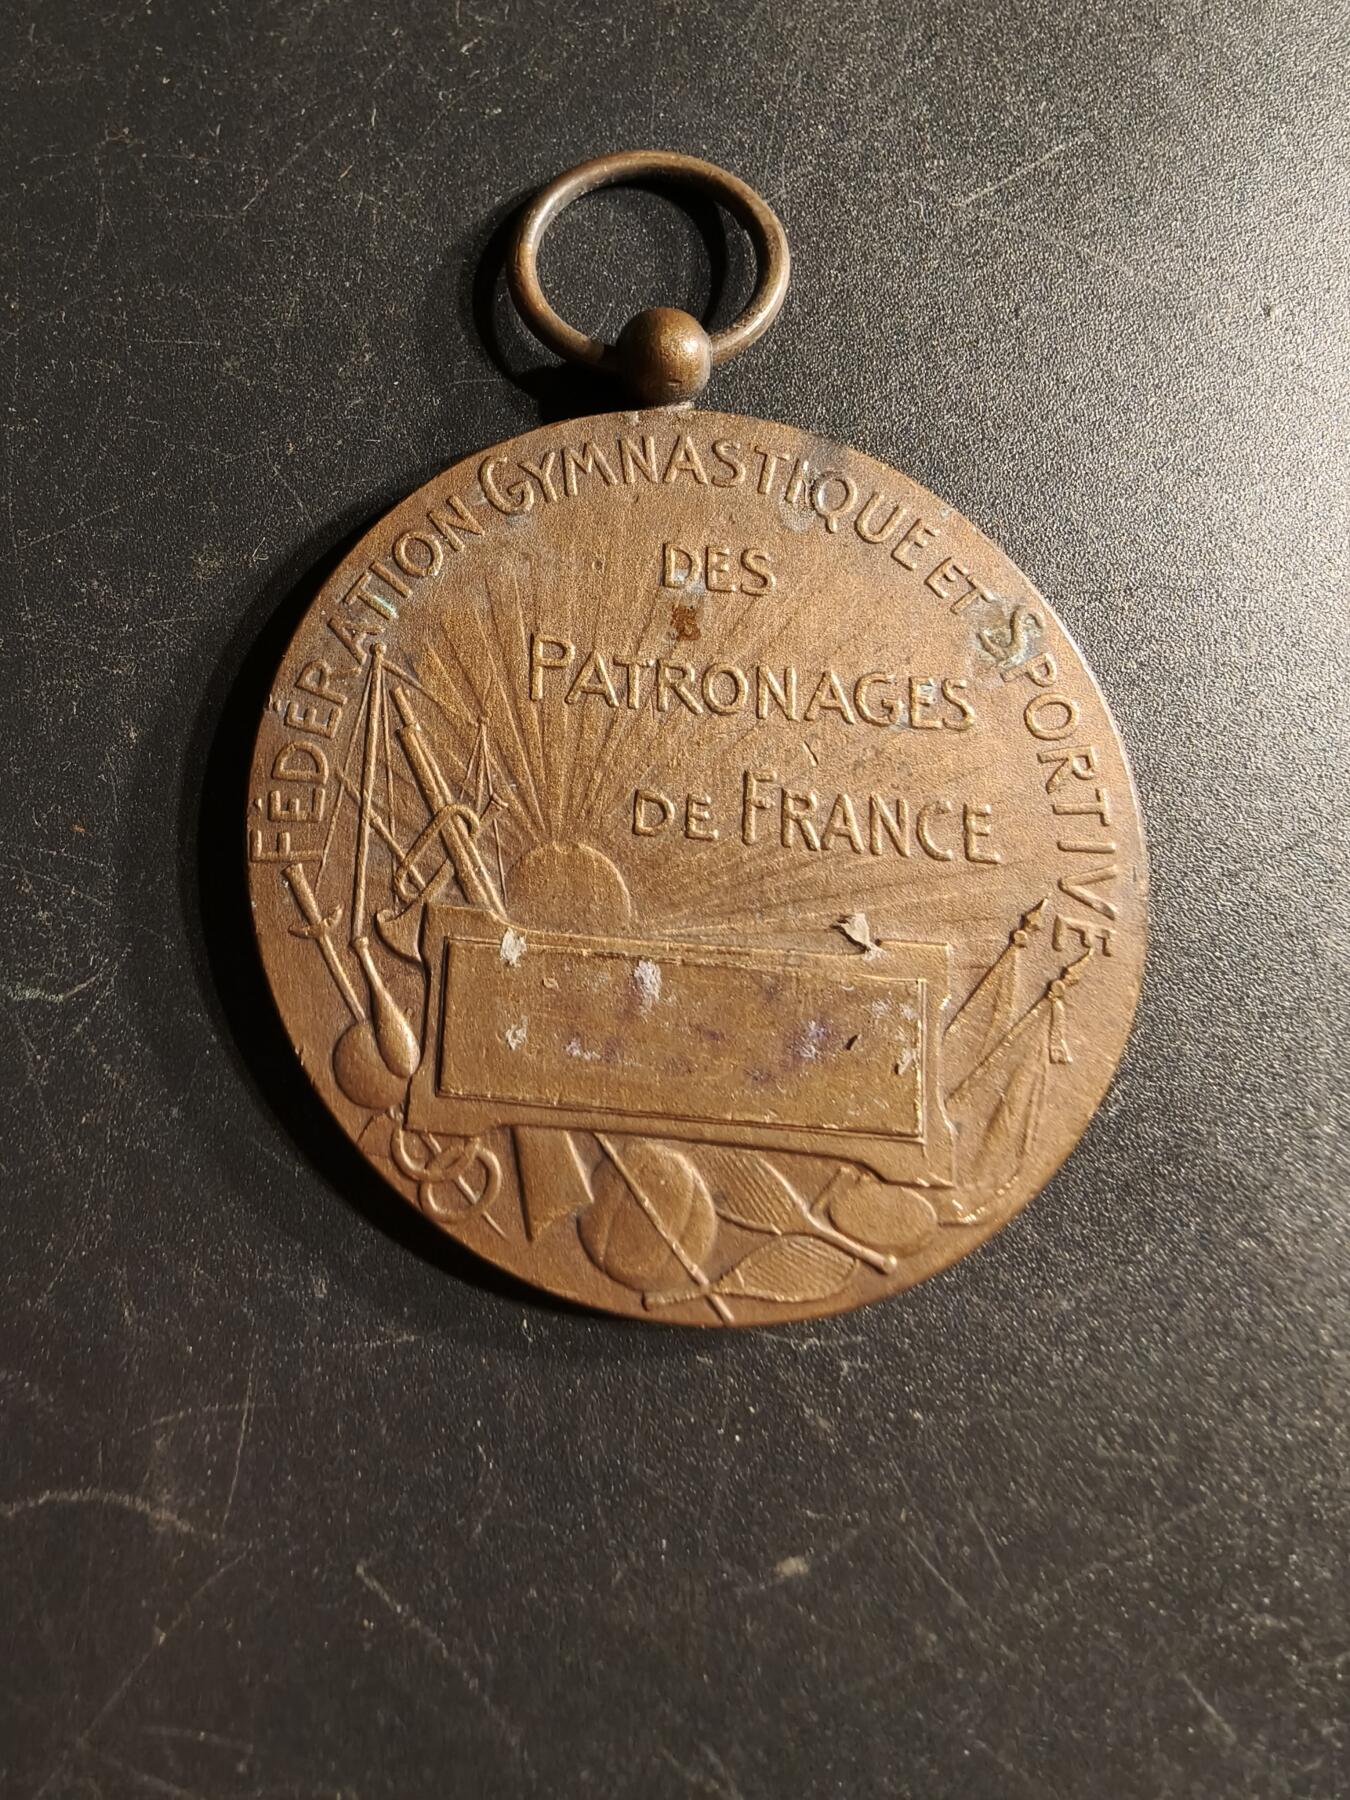 FÉDÉRATION GYMNASTIQUE ET SPORTIVE
DES
PATRONAGES
DE FRANCE